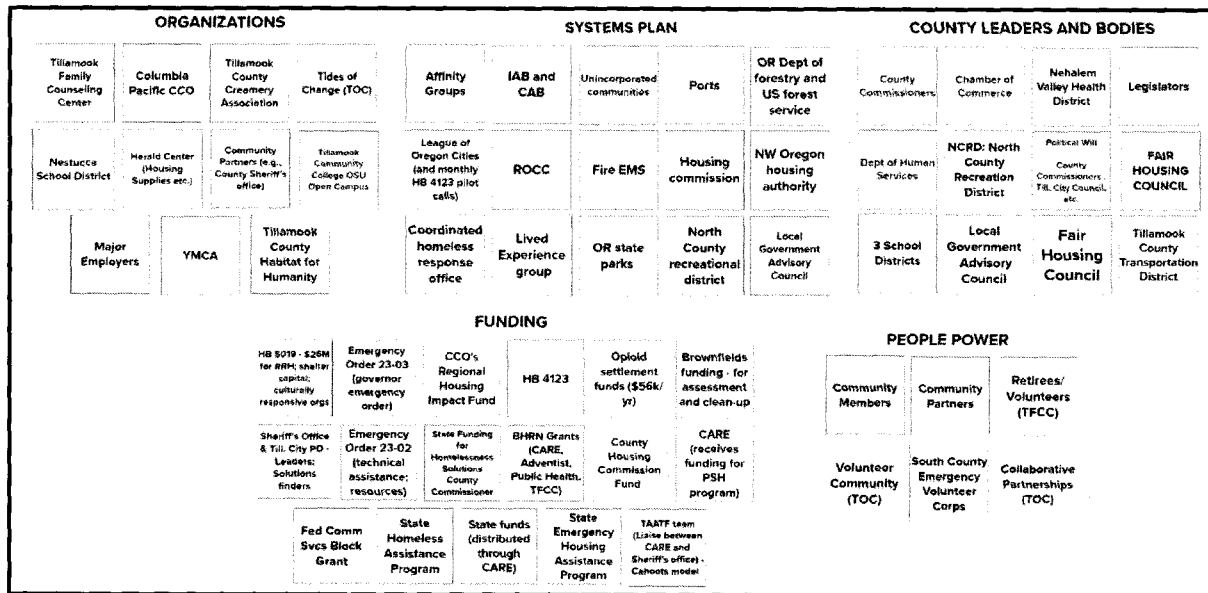 ORGANIZATIONS
Tillamook
Family
Counseling
Center
Columbia
Pacific CCO
Tillamook
County
Creamery
Association
Tides of
Change (TOC)
Nestucca
School District
Herald Center
(Housing
Supplies etc.)
Community
Partners (e.g.,
County Sheriff's
office)
Tillamook
Community
College OSU
Open Campus
Major
Employers
YMCA
Tillamook
County
Habitat for
Humanity
SYSTEMS PLAN
Affinity
Groups
IAB and
CAB
Unincorporated
communities
Ports
OR Dept of
forestry and
US forest
service
League of
Oregon Cities
(and monthly
HB 4123 pilot
calls)
ROCC
Fire EMS
Housing
commission
NW Oregon
housing
authority
Coordinated
homeless
response
office
Lived
Experience
group
OR state
parks
North
County
recreational
district
Local
Government
Advisory
Council
COUNTY LEADERS AND BODIES
County
Commissioners
Chamber of
Commerce
Nehalem
Valley Health
District
Legislators
Dept of Human
Services
NCRD: North
County
Recreation
District
Political Will
County
Commissioners,
Till. City Council,
etc.
FAIR
HOUSING
COUNCIL
3 School
Districts
Local
Government
Advisory
Council
Fair
Housing
Council
Tillamook
County
Transportation
District
FUNDING
HB 5019 - $26M
for RRH; shelter
capital;
culturally
responsive orgs
Emergency
Order 23-03
(governor
emergency
order)
CCO's
Regional
Housing
Impact Fund
HB 4123
Opioid
settlement
funds ($56k/
yr)
Brownfields
funding - for
assessment
and clean-up
Sheriff's Office
& Till. City PD -
Leaders;
Solutions
finders
Emergency
Order 23-02
(technical
assistance;
resources)
State Funding
for
Homelessness
Solutions
County
Commissioner
BHRN Grants
(CARE,
Adventist,
Public Health,
TFCC)
County
Housing
Commission
Fund
CARE
(receives
funding for
PSH
program)
Fed Comm
Svcs Block
Grant
State
Homeless
Assistance
Program
State funds
(distributed
through
CARE)
State
Emergency
Housing
Assistance
Program
TAATF team
(Liaise between
CARE and
Sheriff's office) -
Cahoots model
PEOPLE POWER
Community
Members
Community
Partners
Retirees/
Volunteers
(TFCC)
Volunteer
Community
(TOC)
South County
Emergency
Volunteer
Corps
Collaborative
Partnerships
(TOC)